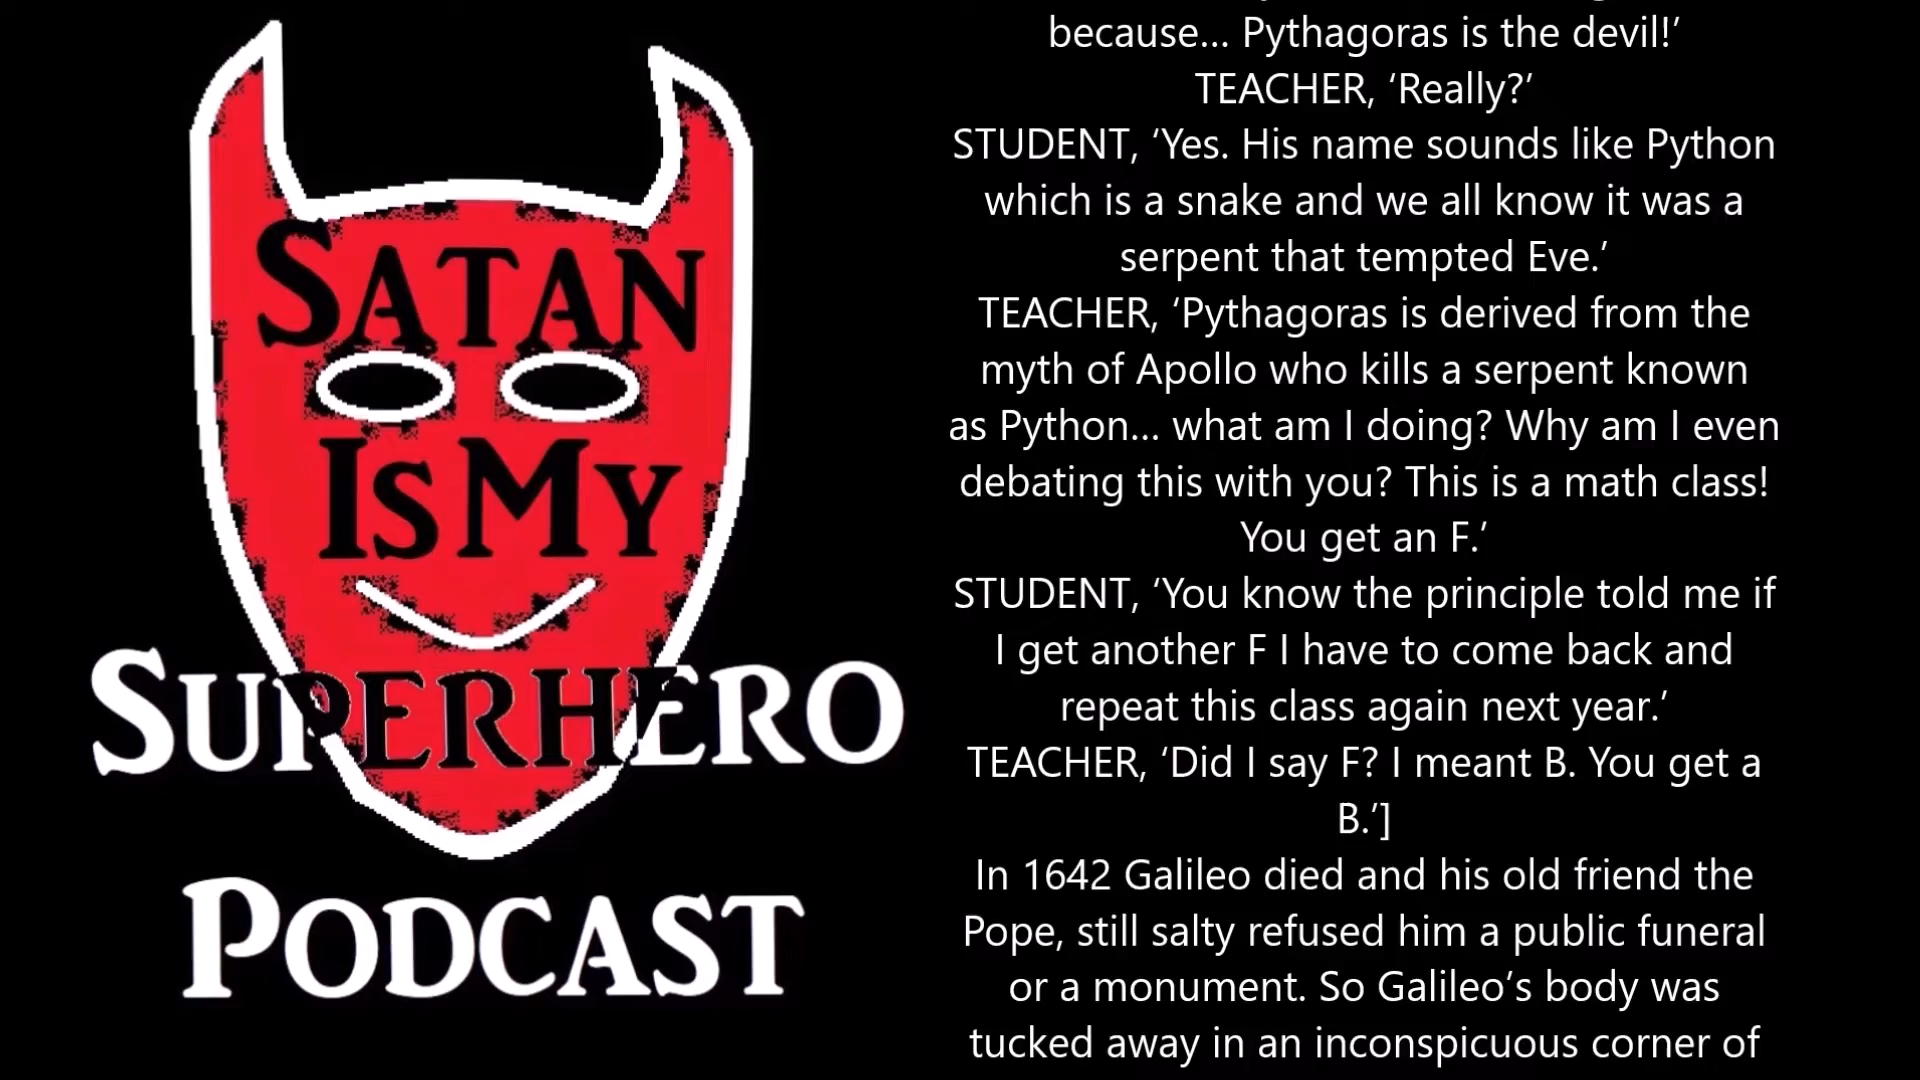 SATAN
IS MY
SUPERHERO
PODCAST
because... Pythagoras is the devil!’
TEACHER, ‘Really?’
STUDENT, ‘Yes. His name sounds like Python
which is a snake and we all know it was a
serpent that tempted Eve.’
TEACHER, ‘Pythagoras is derived from the
myth of Apollo who kills a serpent known
as Python... what am I doing? Why am I even
debating this with you? This is a math class!
You get an F.’
STUDENT, ‘You know the principle told me if
I get another F I have to come back and
repeat this class again next year.’
TEACHER, ‘Did I say F? I meant B. You get a
B.’]
In 1642 Galileo died and his old friend the
Pope, still salty refused him a public funeral
or a monument. So Galileo’s body was
tucked away in an inconspicuous corner of